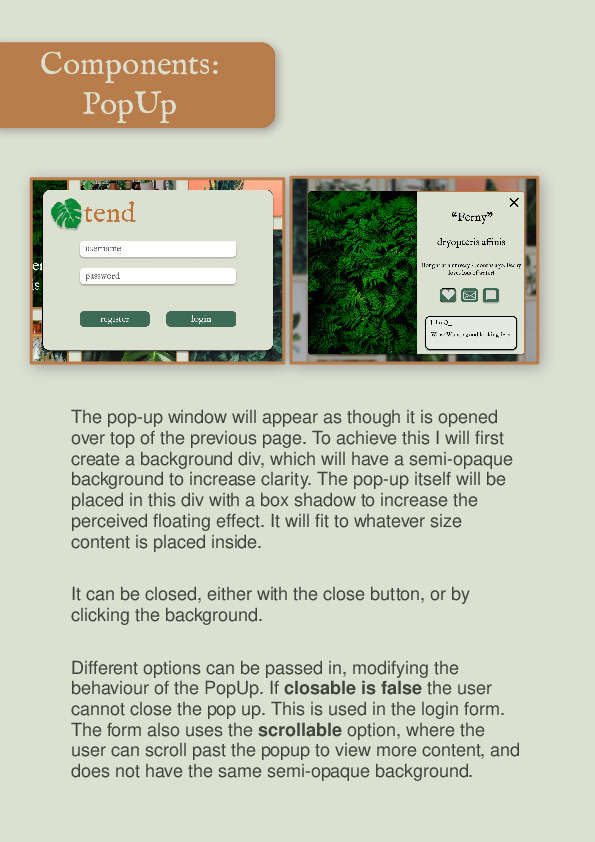 Components:
PopUp
tend
username
password
register login
“Ferny”
dryopteris affinis
loves lots of water!
The pop-up window will appear as though it is opened
over top of the previous page. To achieve this I will first
create a background div, which will have a semi-opaque
background to increase clarity. The pop-up itself will be
placed in this div with a box shadow to increase the
perceived floating effect. It will fit to whatever size
content is placed inside.
It can be closed, either with the close button, or by
clicking the background.
Different options can be passed in, modifying the
behaviour of the PopUp. If closable is false the user
cannot close the pop up. This is used in the login form.
The form also uses the scrollable option, where the
user can scroll past the popup to view more content, and
does not have the same semi-opaque background.